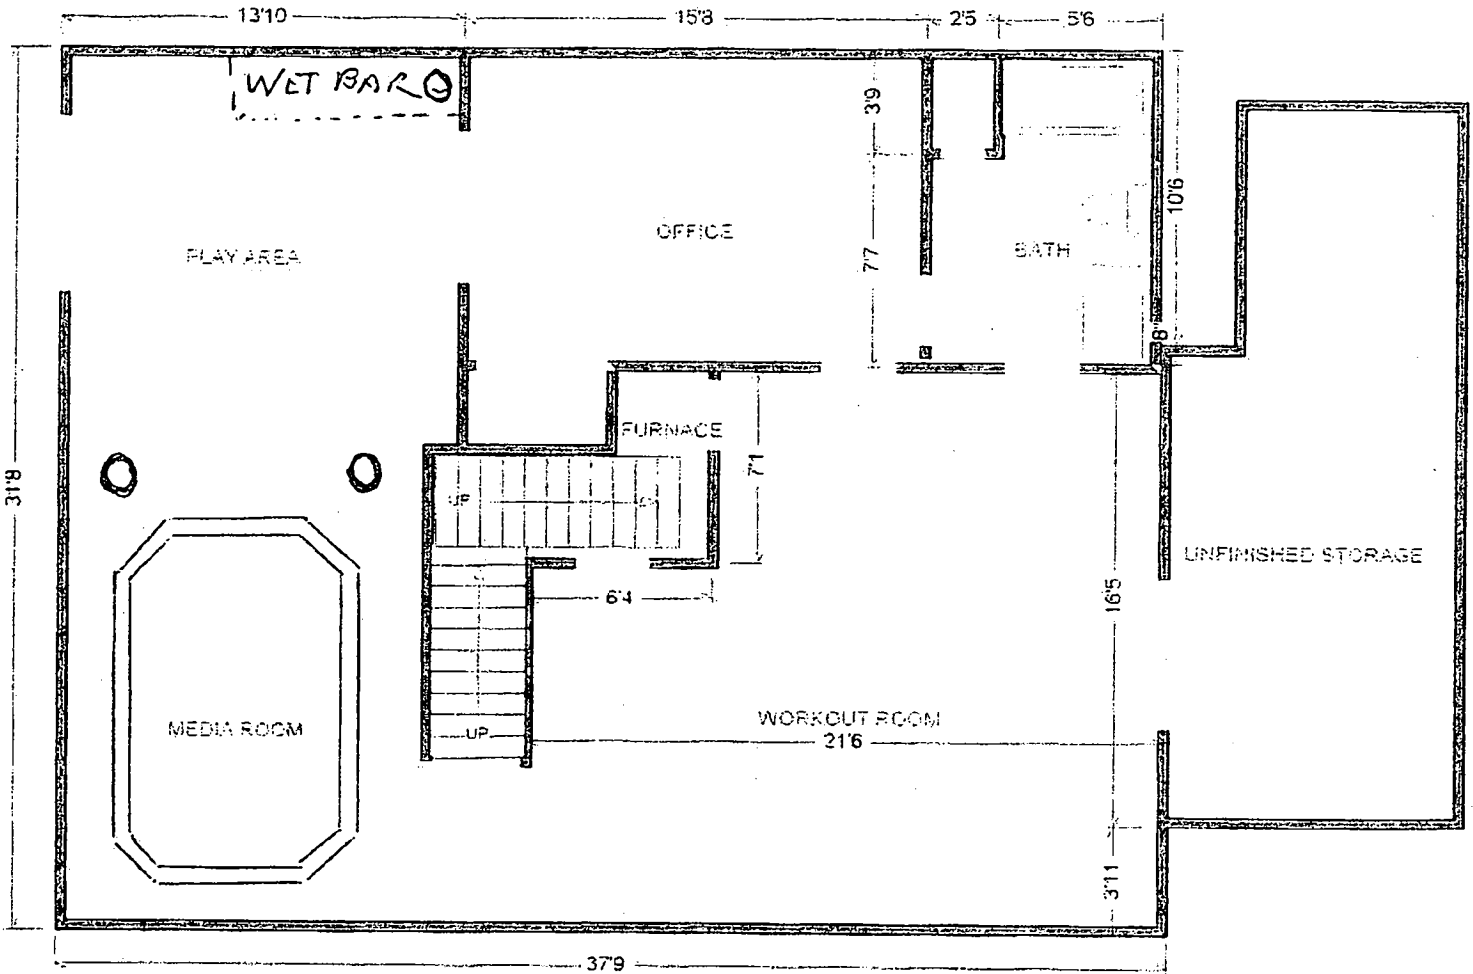 13'10 15'8 2'5 5'6
WET BAR
3'9
10'6
OFFICE
PLAY AREA
BATH
7'7
8"
FURNACE
7'1
31'8
UP
UNFINISHED STORAGE
6'4
16'5
MEDIA ROOM
WORKOUT ROOM
21'6
UP
3'11
37'9